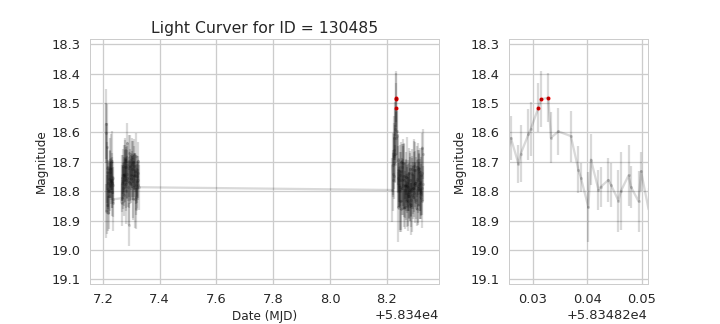 Light Curver for ID = 130485
18.3
18.4
18.5
18.6
18.7
18.8
18.9
19.0
19.1
Magnitude
7.2 7.4 7.6 7.8 8.0 8.2
Date (MJD)
+5.834e4
18.3
18.4
18.5
18.6
18.7
18.8
18.9
19.0
19.1
Magnitude
0.03 0.04 0.05
+5.83482e4